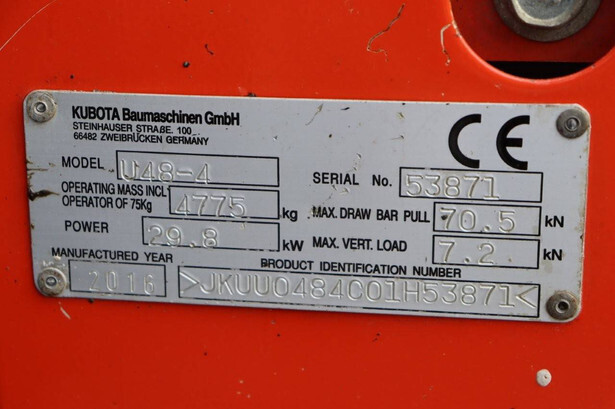 KUBOTA Baumaschinen GmbH
STEINHAUSER STRAßE. 100
66482 ZWEIBRÜCKEN GERMANY
CE
MODEL U48-4
SERIAL No. 53871
OPERATING MASS INCL
OPERATOR OF 75Kg 4775 kg
MAX. DRAW BAR PULL 70.5 kN
POWER 29.8 kW
MAX. VERT. LOAD 7.2 kN
MANUFACTURED YEAR
2016
PRODUCT IDENTIFICATION NUMBER
>JKUU0484C01H53871<